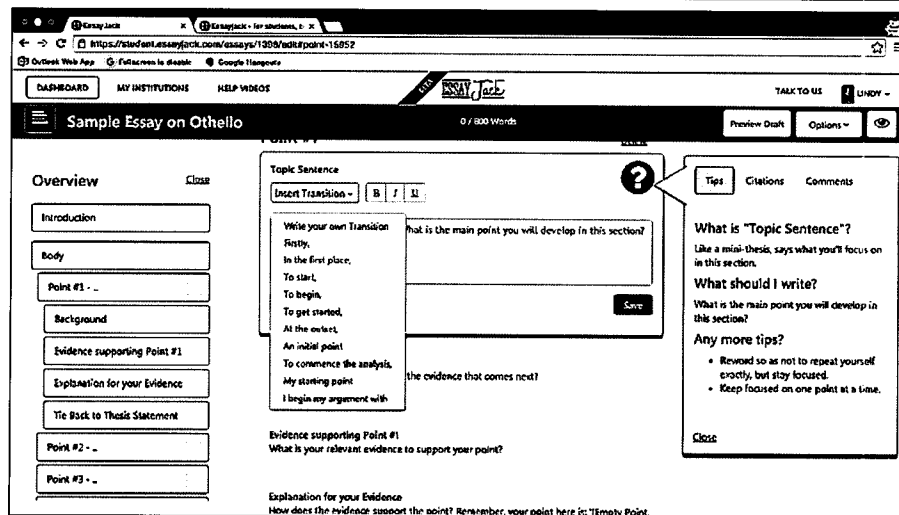 EssayJack
EssayJack - for students, t
https://student.essayjack.com/essays/1398/edit#point-15952
Outlook Web App Fullscreen is disable Google Hangouts
DASHBOARD MY INSTITUTIONS HELP VIDEOS ESSAY Jack TALK TO US LINDY
Sample Essay on Othello 0 / 800 Words Preview Draft Options
Overview Close
Introduction
Body
Point #1 - ..
Background
Evidence supporting Point #1
Explanation for your Evidence
Tie Back to Thesis Statement
Point #2 - ..
Point #3 - ..
Point #1
Topic Sentence
Insert Transition B I U
Write your own Transition
Firstly,
In the first place,
To start,
To begin,
To get started,
At the outset,
An initial point
To commence the analysis,
My starting point
I begin my argument with
What is the main point you will develop in this section?
Save
the evidence that comes next?
Evidence supporting Point #1
What is your relevant evidence to support your point?
Explanation for your Evidence
How does the evidence support the point? Remember, your point here is: "[Empty Point.
?
Tips Citations Comments
What is "Topic Sentence"?
Like a mini-thesis, says what you'll focus on
in this section.
What should I write?
What is the main point you will develop in
this section?
Any more tips?
• Reword so as not to repeat yourself
exactly, but stay focused.
• Keep focused on one point at a time.
Close